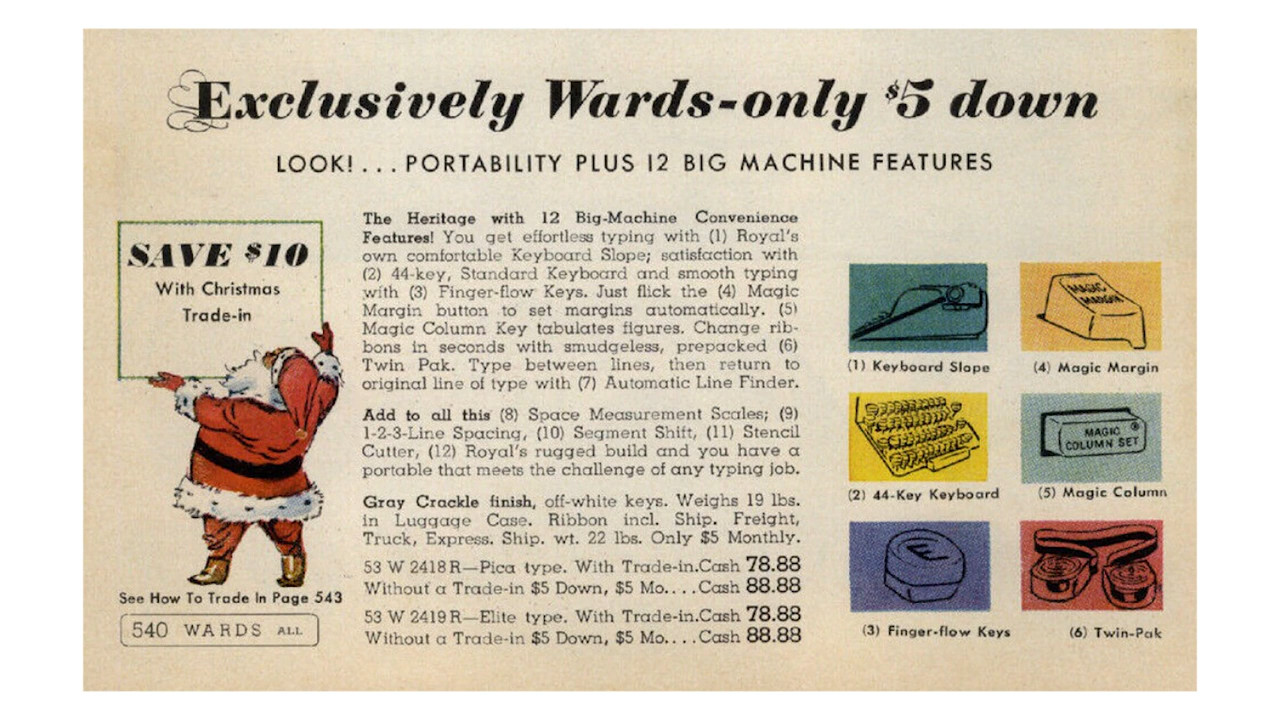 Exclusively Wards-only $5 down
LOOK! . . . PORTABILITY PLUS 12 BIG MACHINE FEATURES
SAVE $10
With Christmas
Trade-in
See How To Trade In Page 543
540 WARDS ALL
The Heritage with 12 Big-Machine Convenience
Features! You get effortless typing with (1) Royal's
own comfortable Keyboard Slope; satisfaction with
(2) 44-key, Standard Keyboard and smooth typing
with (3) Finger-flow Keys. Just flick the (4) Magic
Margin button to set margins automatically. (5)
Magic Column Key tabulates figures. Change rib-
bons in seconds with smudgeless, prepacked (6)
Twin Pak. Type between lines, then return to
original line of type with (7) Automatic Line Finder.
Add to all this (8) Space Measurement Scales; (9)
1-2-3-Line Spacing, (10) Segment Shift, (11) Stencil
Cutter, (12) Royal's rugged build and you have a
portable that meets the challenge of any typing job.
Gray Crackle finish, off-white keys. Weighs 19 lbs.
in Luggage Case. Ribbon incl. Ship. Freight,
Truck, Express. Ship. wt. 22 lbs. Only $5 Monthly.
53 W 2418 R—Pica type. With Trade-in.Cash 78.88
Without a Trade-in $5 Down, $5 Mo....Cash 88.88
53 W 2419 R—Elite type. With Trade-in.Cash 78.88
Without a Trade-in $5 Down, $5 Mo....Cash 88.88
(1) Keyboard Slope
MAGIC
MARGIN
(4) Magic Margin
(2) 44-Key Keyboard
MAGIC ®
COLUMN SET
(5) Magic Column
E
(3) Finger-flow Keys
(6) Twin-Pak